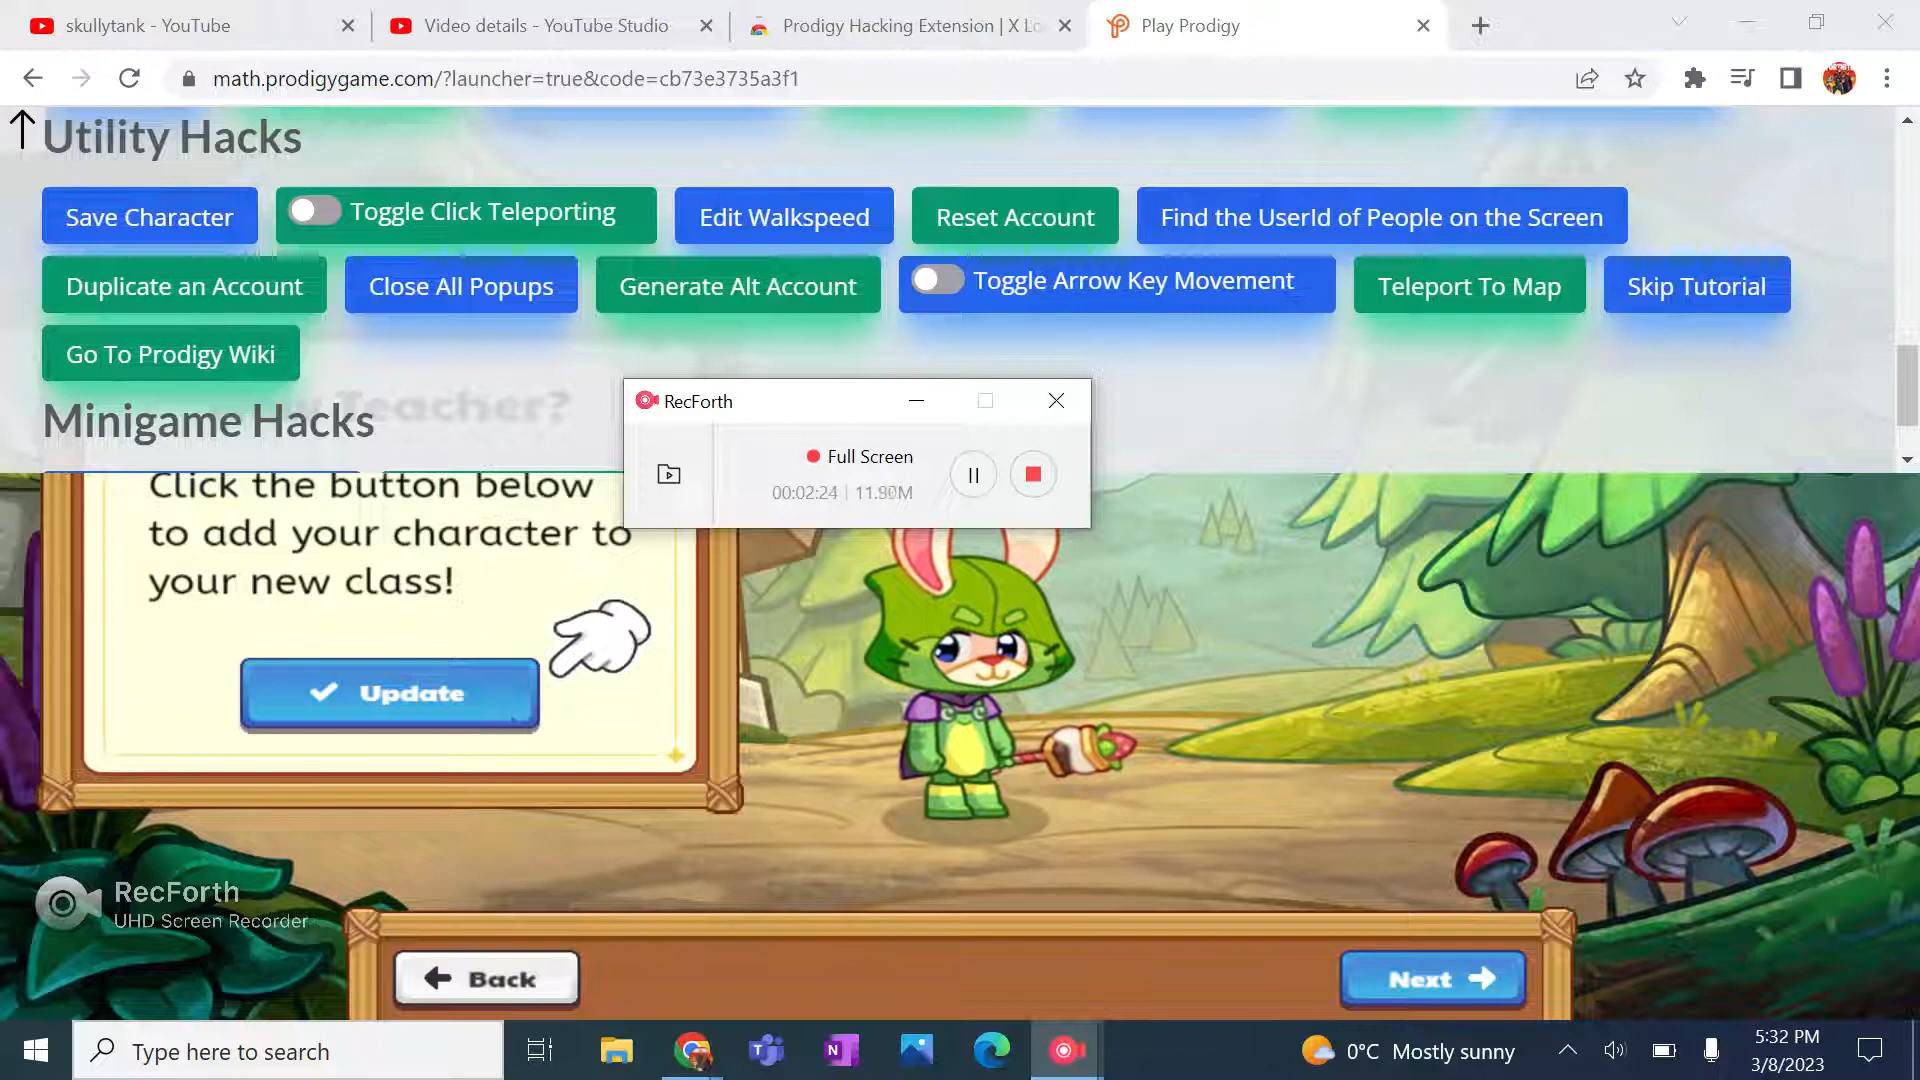 skullytank - YouTube
Video details - YouTube Studio
Prodigy Hacking Extension | X Lo
Play Prodigy
math.prodigygame.com/?launcher=true&code=cb73e3735a3f1
Utility Hacks
Save Character
Toggle Click Teleporting
Edit Walkspeed
Reset Account
Find the UserId of People on the Screen
Duplicate an Account
Close All Popups
Generate Alt Account
Toggle Arrow Key Movement
Teleport To Map
Skip Tutorial
Go To Prodigy Wiki
Teacher?
Minigame Hacks
RecForth
Full Screen
00:02:24 | 11.90M
Click the button below
to add your character to
your new class!
Update
RecForth
UHD Screen Recorder
Back
Next
Type here to search
0°C Mostly sunny
5:32 PM
3/8/2023